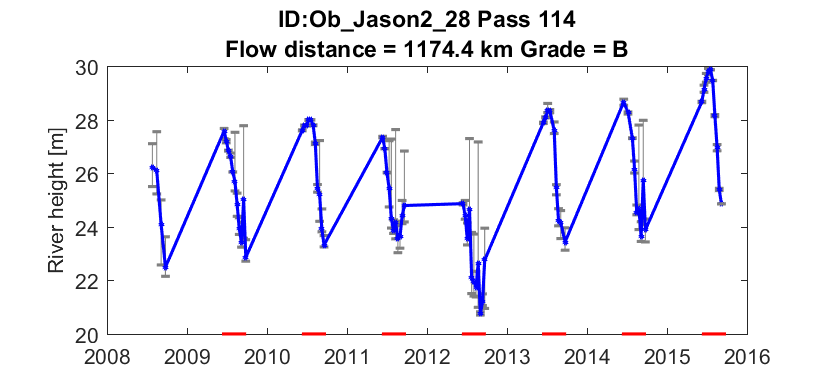 ID:Ob_Jason2_28 Pass 114
Flow distance = 1174.4 km Grade = B
River height [m]
30
28
26
24
22
20
2008 2009 2010 2011 2012 2013 2014 2015 2016